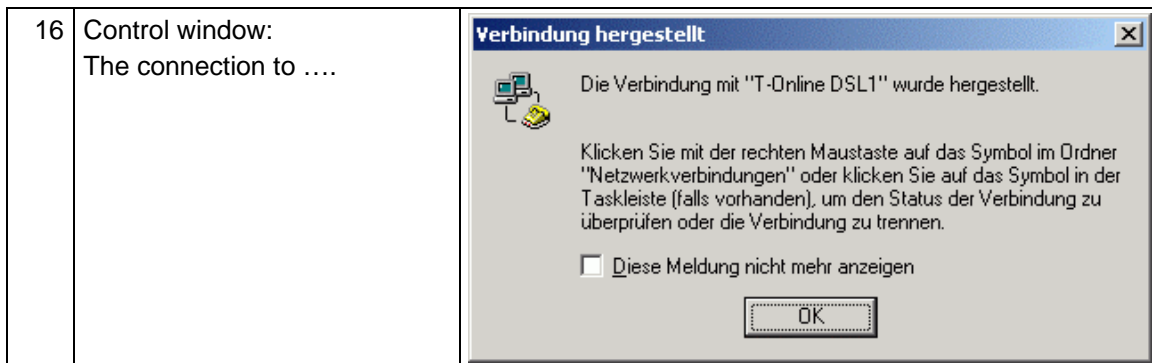 16
Control window:
The connection to ….
Verbindung hergestellt
Die Verbindung mit "T-Online DSL1" wurde hergestellt.
Klicken Sie mit der rechten Maustaste auf das Symbol im Ordner
"Netzwerkverbindungen" oder klicken Sie auf das Symbol in der
Taskleiste (falls vorhanden), um den Status der Verbindung zu
überprüfen oder die Verbindung zu trennen.
Diese Meldung nicht mehr anzeigen
OK